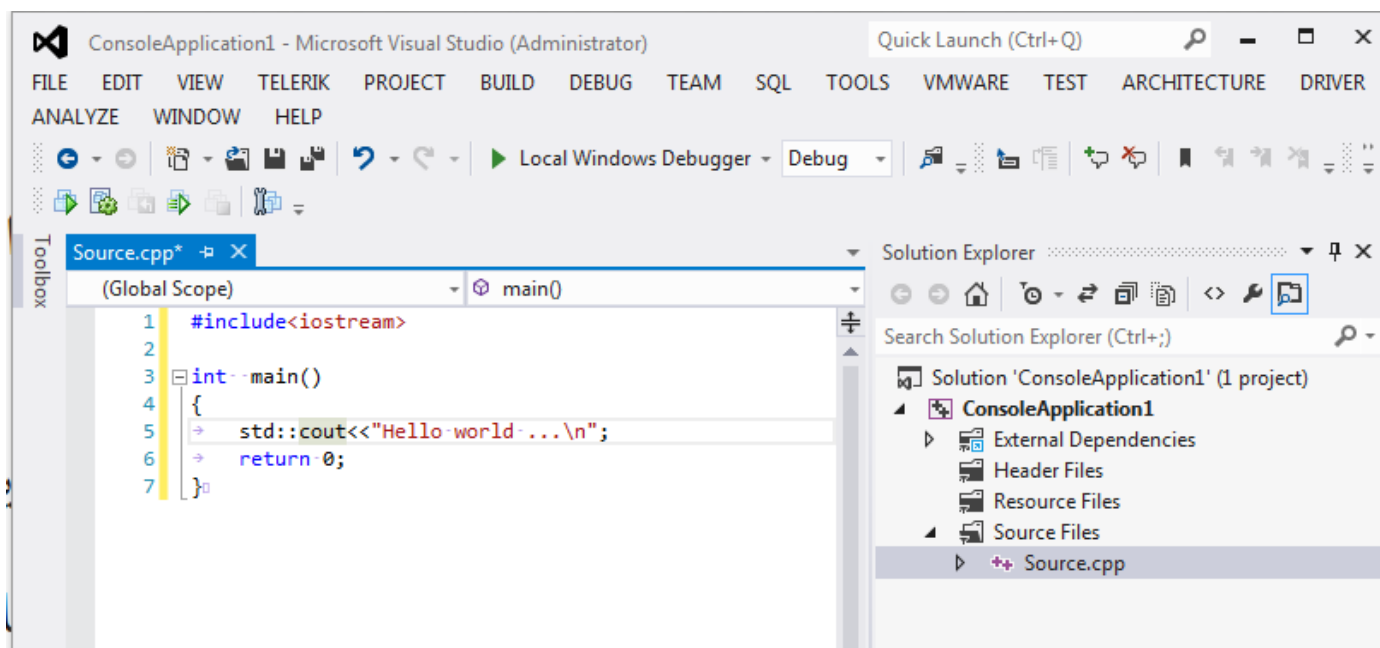 ConsoleApplication1 - Microsoft Visual Studio (Administrator)
Quick Launch (Ctrl+Q)
FILE EDIT VIEW TELERIK PROJECT BUILD DEBUG TEAM SQL TOOLS VMWARE TEST ARCHITECTURE DRIVER
ANALYZE WINDOW HELP
Local Windows Debugger Debug
Toolbox
Source.cpp*
(Global Scope) main()
1 #include<iostream>
2
3 int  main()
4 {
5 std::cout<<"Hello world ...\n";
6 return 0;
7 }
Solution Explorer
Search Solution Explorer (Ctrl+;)
Solution 'ConsoleApplication1' (1 project)
ConsoleApplication1
External Dependencies
Header Files
Resource Files
Source Files
Source.cpp